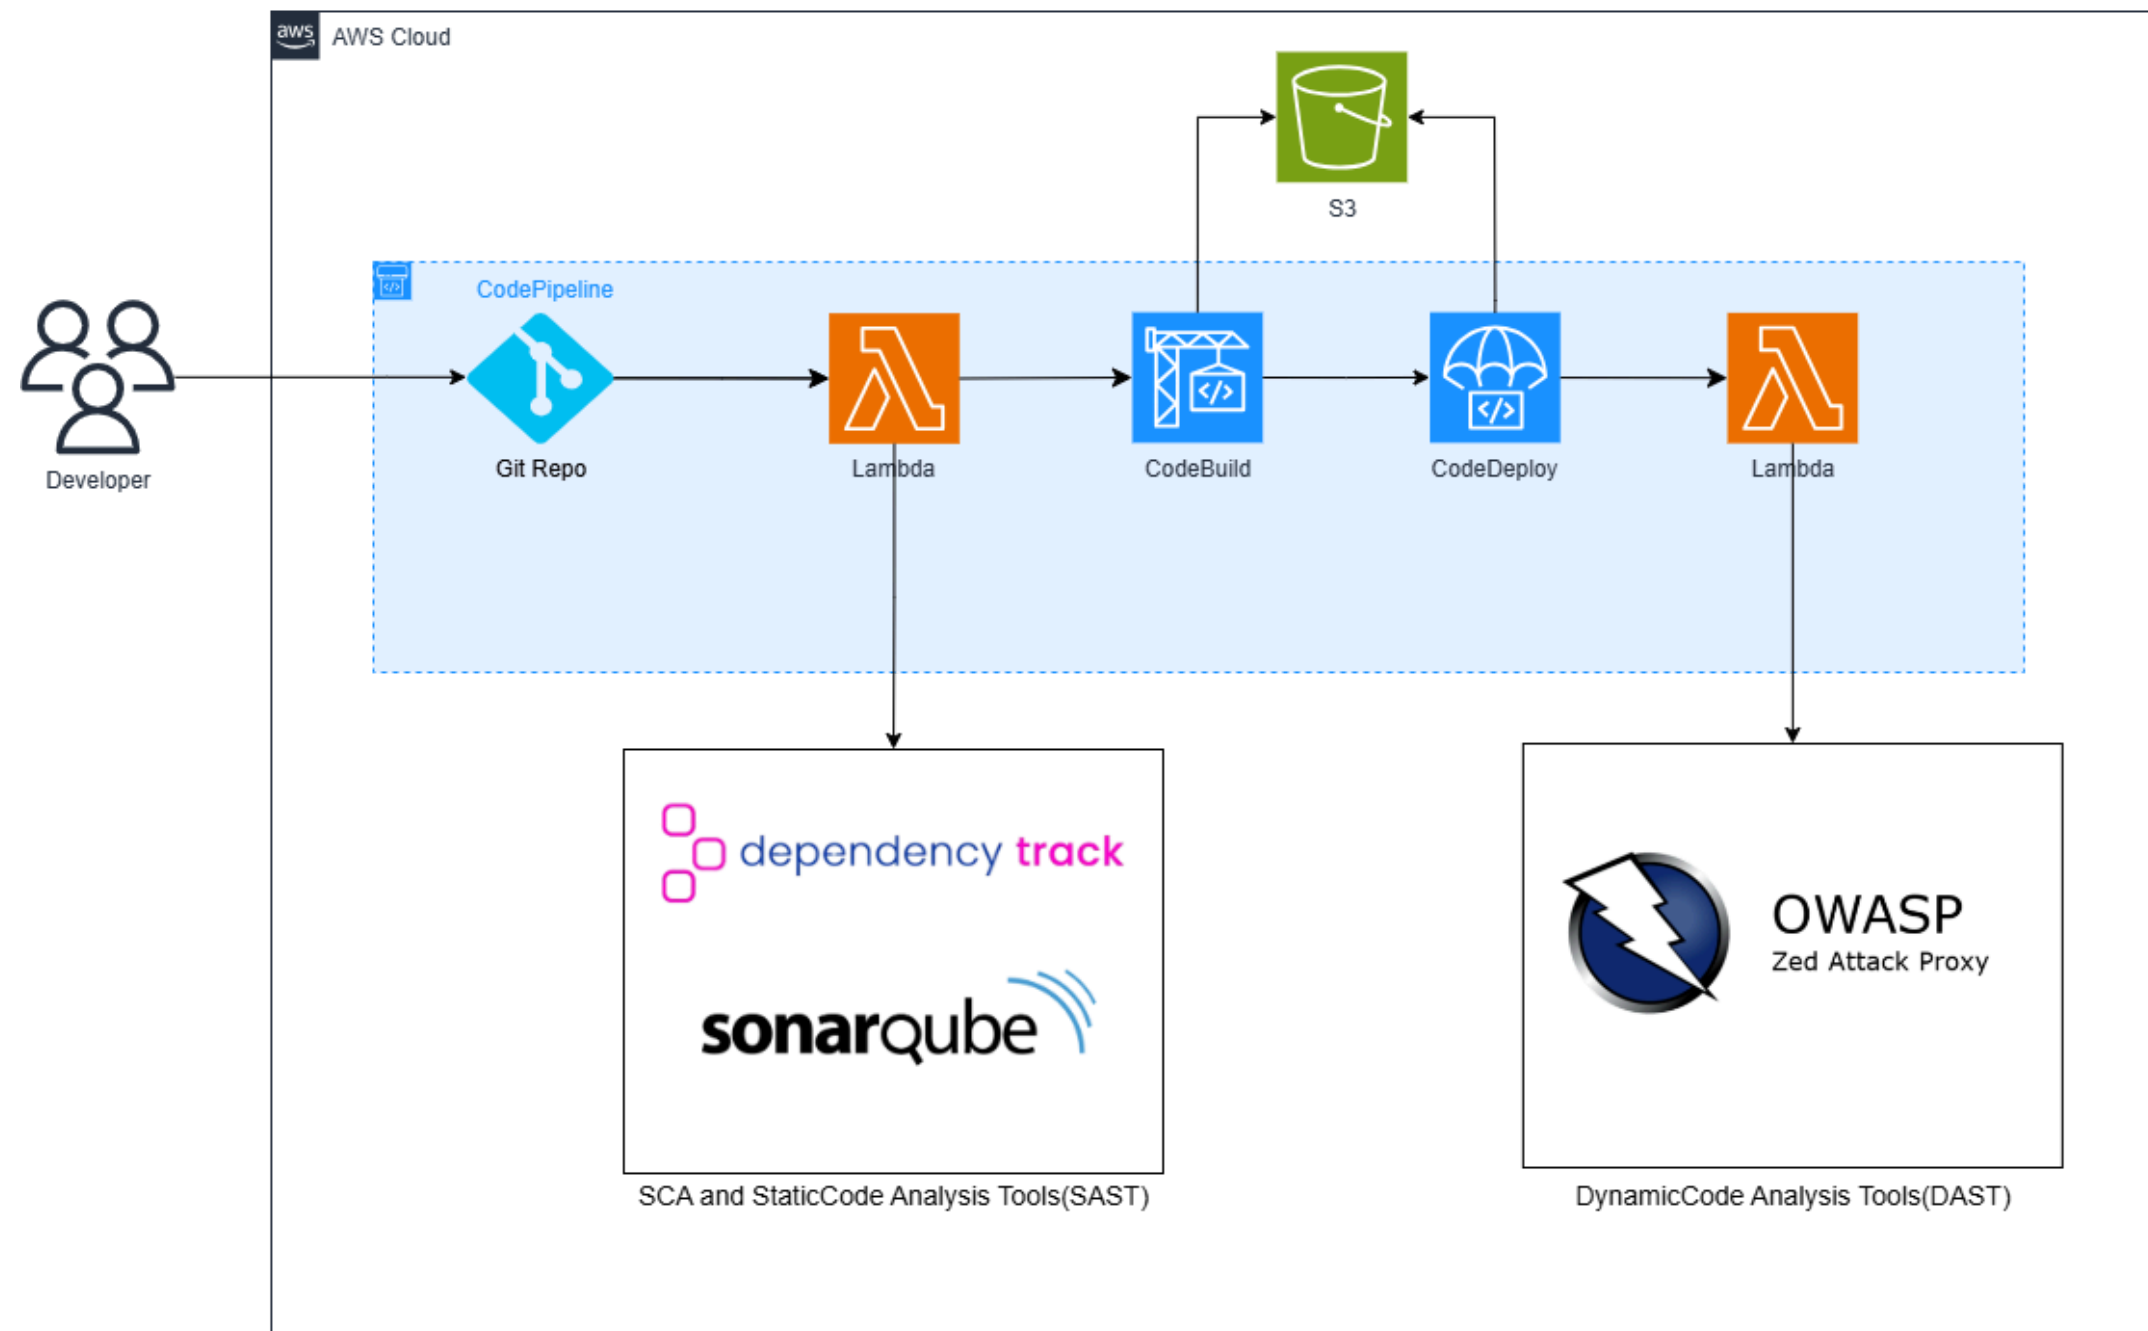 aws
AWS Cloud
S3
CodePipeline
</>
Developer
Git Repo
Lambda
</>
CodeBuild
</>
CodeDeploy
Lambda
dependency track
sonarqube
SCA and StaticCode Analysis Tools(SAST)
OWASP
Zed Attack Proxy
DynamicCode Analysis Tools(DAST)